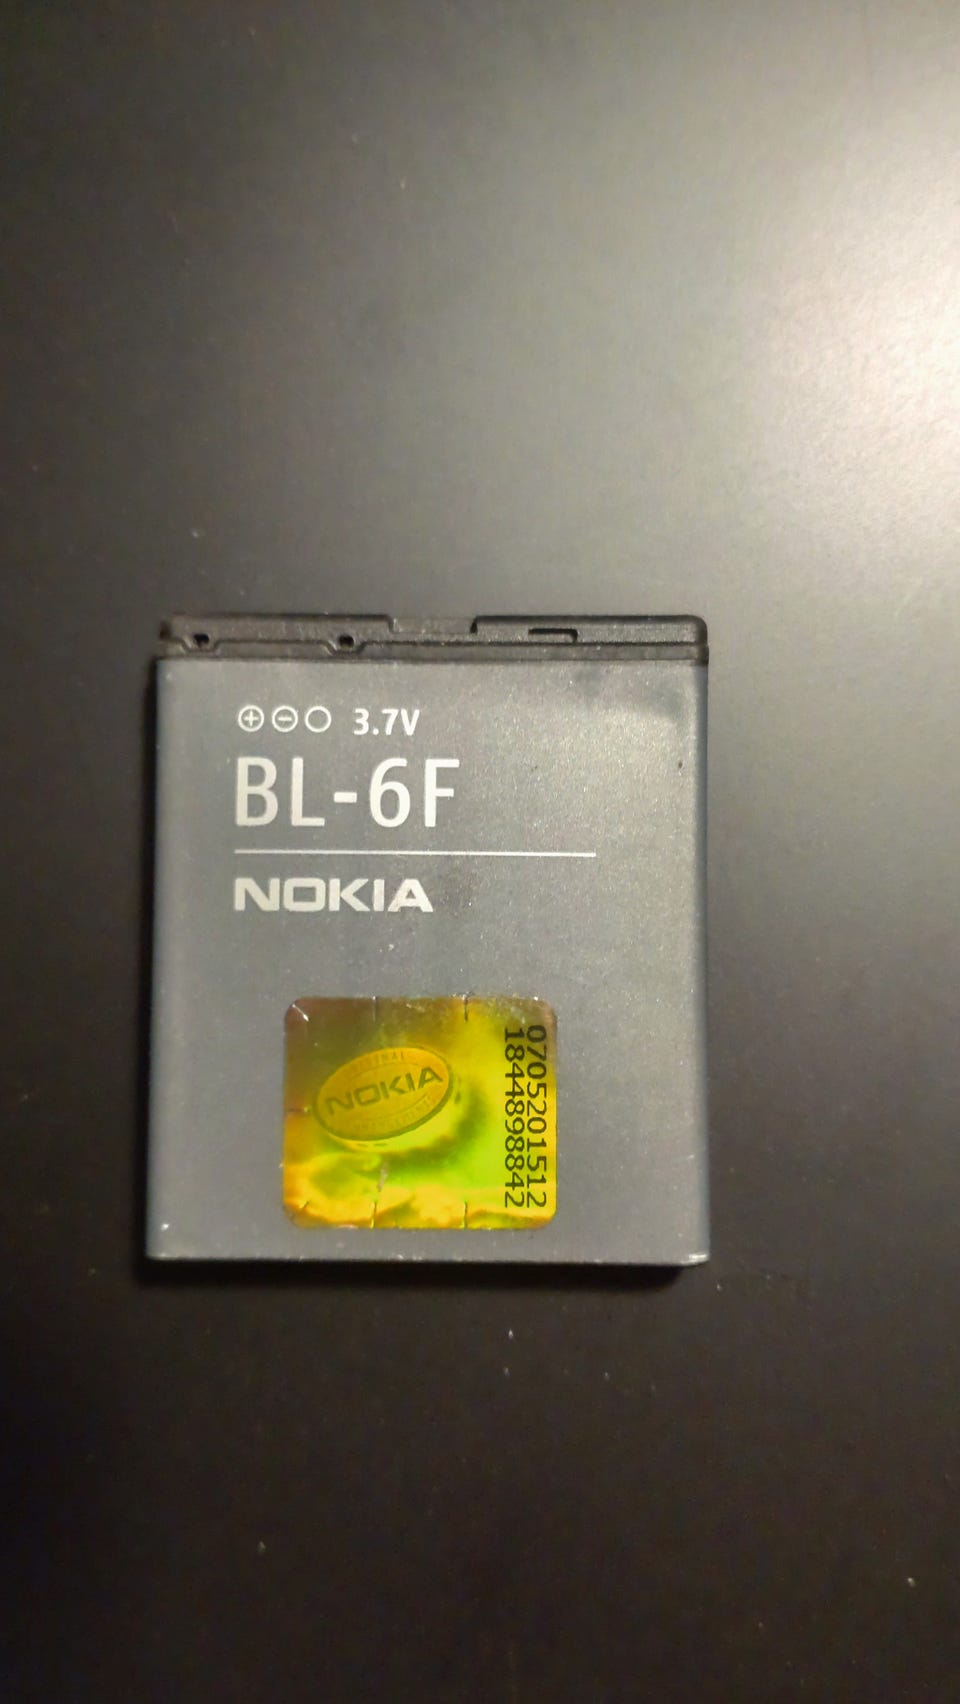 ⊕⊖○ 3.7V
BL-6F
NOKIA
NOKIA
0705201512
1844898842